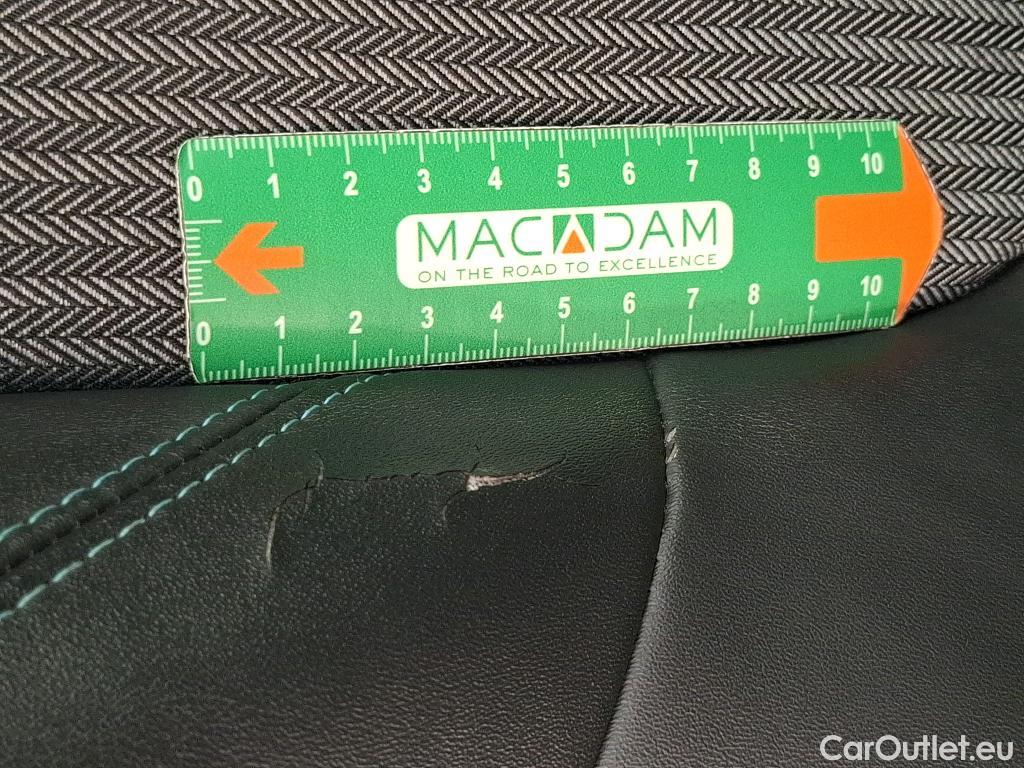 0 1 2 3 4 5 6 7 8 9 10
MACADAM
ON THE ROAD TO EXCELLENCE
0 1 2 3 4 5 6 7 8 9 10
CarOutlet.eu